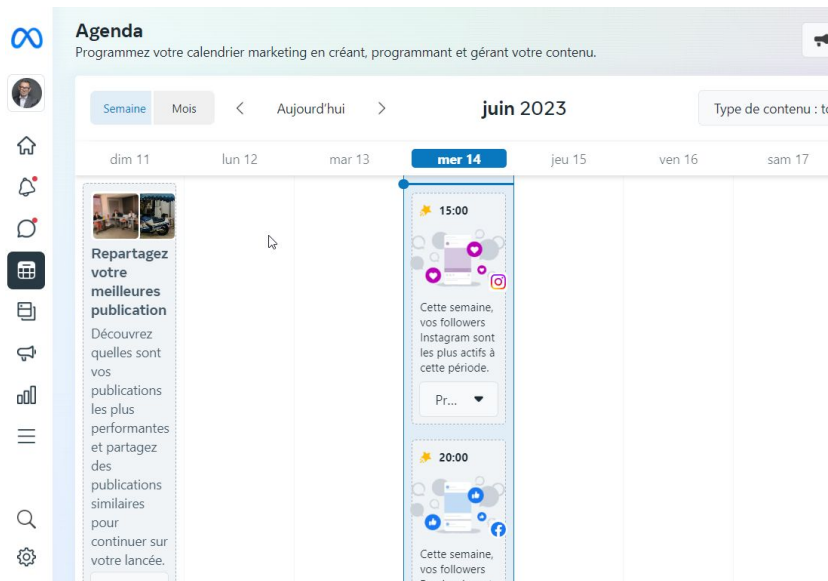 Agenda
Programmez votre calendrier marketing en créant, programmant et gérant votre contenu.
Semaine Mois Aujourd'hui juin 2023 Type de contenu : to
dim 11 lun 12 mar 13 mer 14 jeu 15 ven 16 sam 17
Repartagez
votre
meilleures
publication
Découvrez
quelles sont
vos
publications
les plus
performantes
et partagez
des
publications
similaires
pour
continuer sur
votre lancée.
15:00
Cette semaine,
vos followers
Instagram sont
les plus actifs à
cette période.
Pr...
20:00
Cette semaine,
vos followers